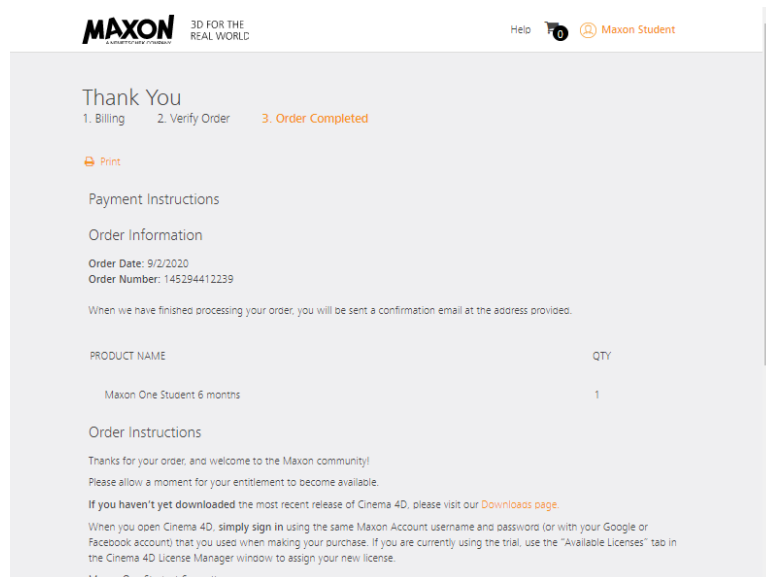 MAXON 3D FOR THE
A NEMETSCHEK COMPANY REAL WORLD
Help 0 Maxon Student
Thank You
1. Billing 2. Verify Order 3. Order Completed
Print
Payment Instructions
Order Information
Order Date: 9/2/2020
Order Number: 145294412239
When we have finished processing your order, you will be sent a confirmation email at the address provided.
PRODUCT NAME QTY
Maxon One Student 6 months 1
Order Instructions
Thanks for your order, and welcome to the Maxon community!
Please allow a moment for your entitlement to become available.
If you haven't yet downloaded the most recent release of Cinema 4D, please visit our Downloads page.
When you open Cinema 4D, simply sign in using the same Maxon Account username and password (or with your Google or
Facebook account) that you used when making your purchase. If you are currently using the trial, use the "Available Licenses" tab in
the Cinema 4D License Manager window to assign your new license.